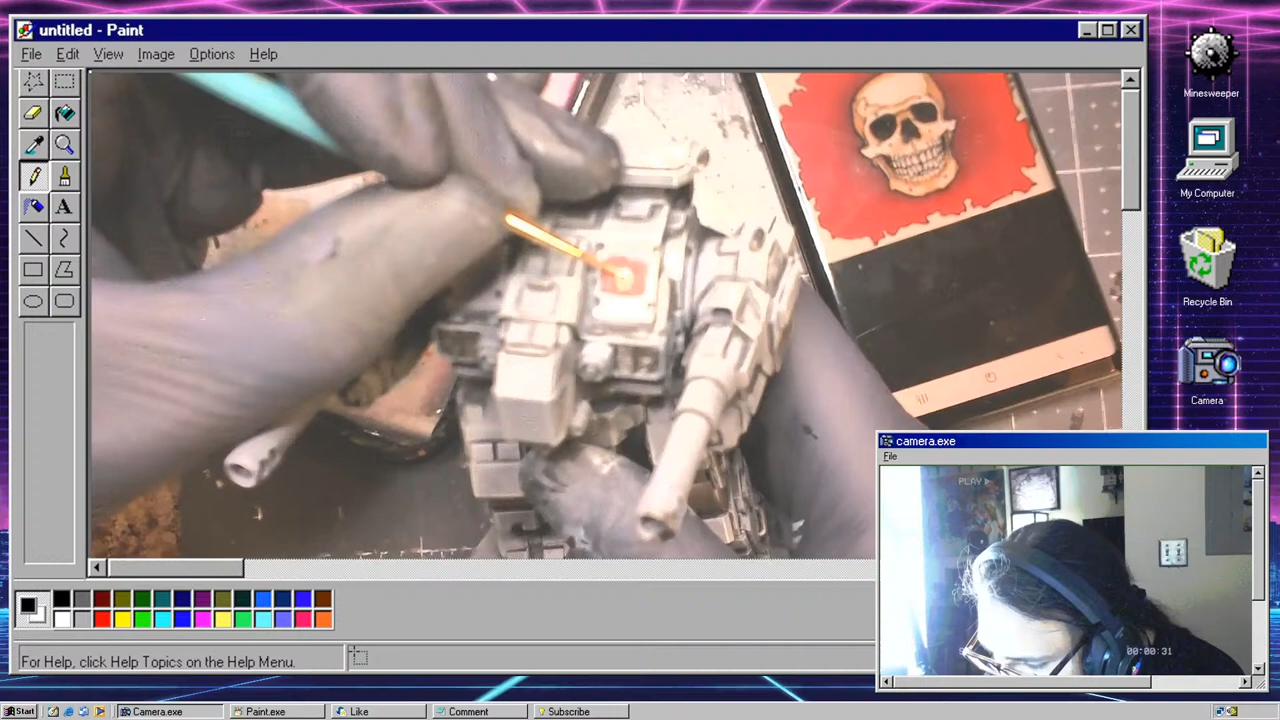 untitled - Paint
File Edit View Image Options Help
Minesweeper
My Computer
Recycle Bin
Camera
camera.exe
File
PLAY
00:00:31
For Help, click Help Topics on the Help Menu.
Start Camera.exe Paint.exe Like Comment Subscribe